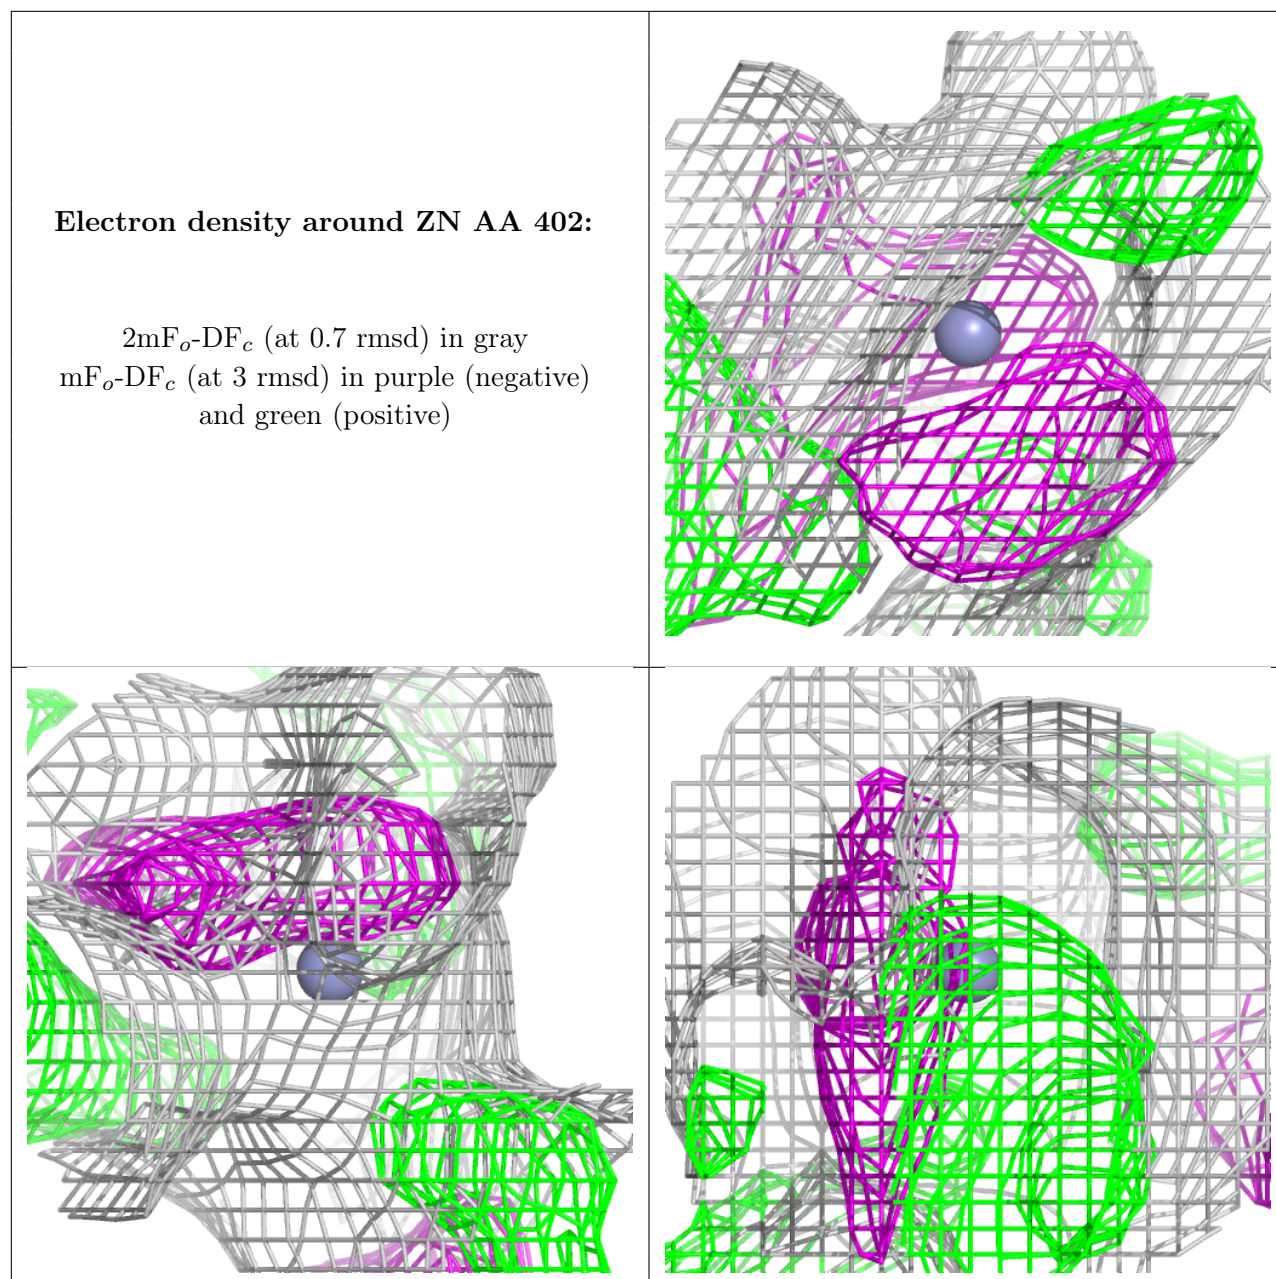 Electron density around ZN AA 402:
2mFo-DFc (at 0.7 rmsd) in gray
mFo-DFc (at 3 rmsd) in purple (negative)
and green (positive)